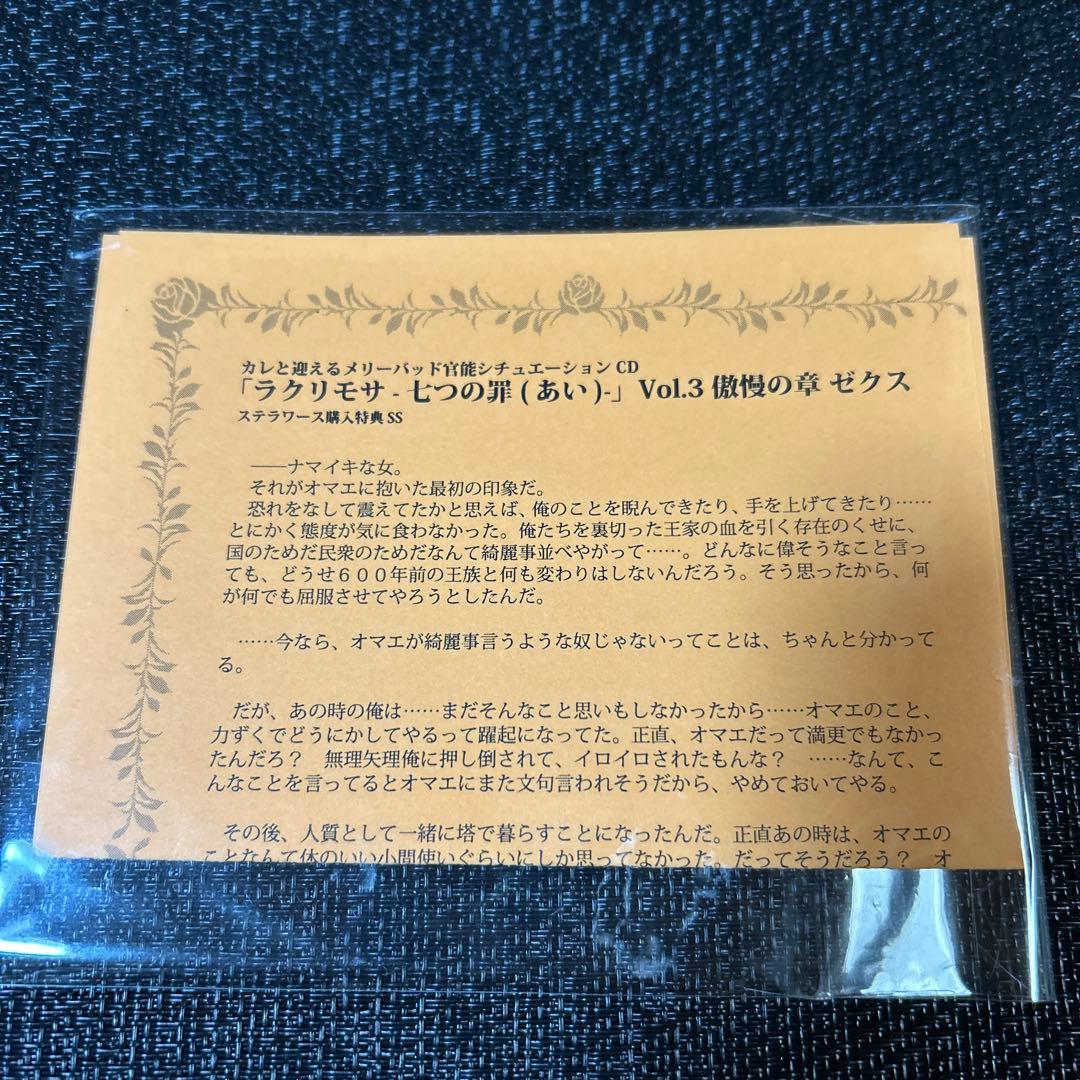 カレと迎えるメリーバッド官能シチュエーション CD
「ラクリモサ - 七つの罪 ( あい )-」 Vol.3 傲慢の章 ゼクス
ステラワース購入特典 SS
――ナマイキな女。
それがオマエに抱いた最初の印象だ。
恐れをなして震えてたかと思えば、俺のことを睨んできたり、手を上げてきたり……
とにかく態度が気に食わなかった。俺たちを裏切った王家の血を引く存在のくせに、
国のためだ民衆のためだなんて綺麗事並べやがって……。どんなに偉そうなこと言っ
ても、どうせ６００年前の王族と何も変わりはしないんだろう。そう思ったから、何
が何でも屈服させてやろうとしたんだ。
……今なら、オマエが綺麗事言うような奴じゃないってことは、ちゃんと分かって
る。
だが、あの時の俺は……まだそんなこと思いもしなかったから……オマエのこと、
力ずくでどうにかしてやるって躍起になってた。正直、オマエだって満更でもなかっ
たんだろ？　無理矢理俺に押し倒されて、イロイロされたもんな？　……なんて、こ
んなことを言ってるとオマエにまた文句言われそうだから、やめておいてやる。
その後、人質として一緒に塔で暮らすことになったんだ。正直あの時は、オマエの
ことなんて体のいい小間使いぐらいにしか思ってなかった。だってそうだろう？　オ